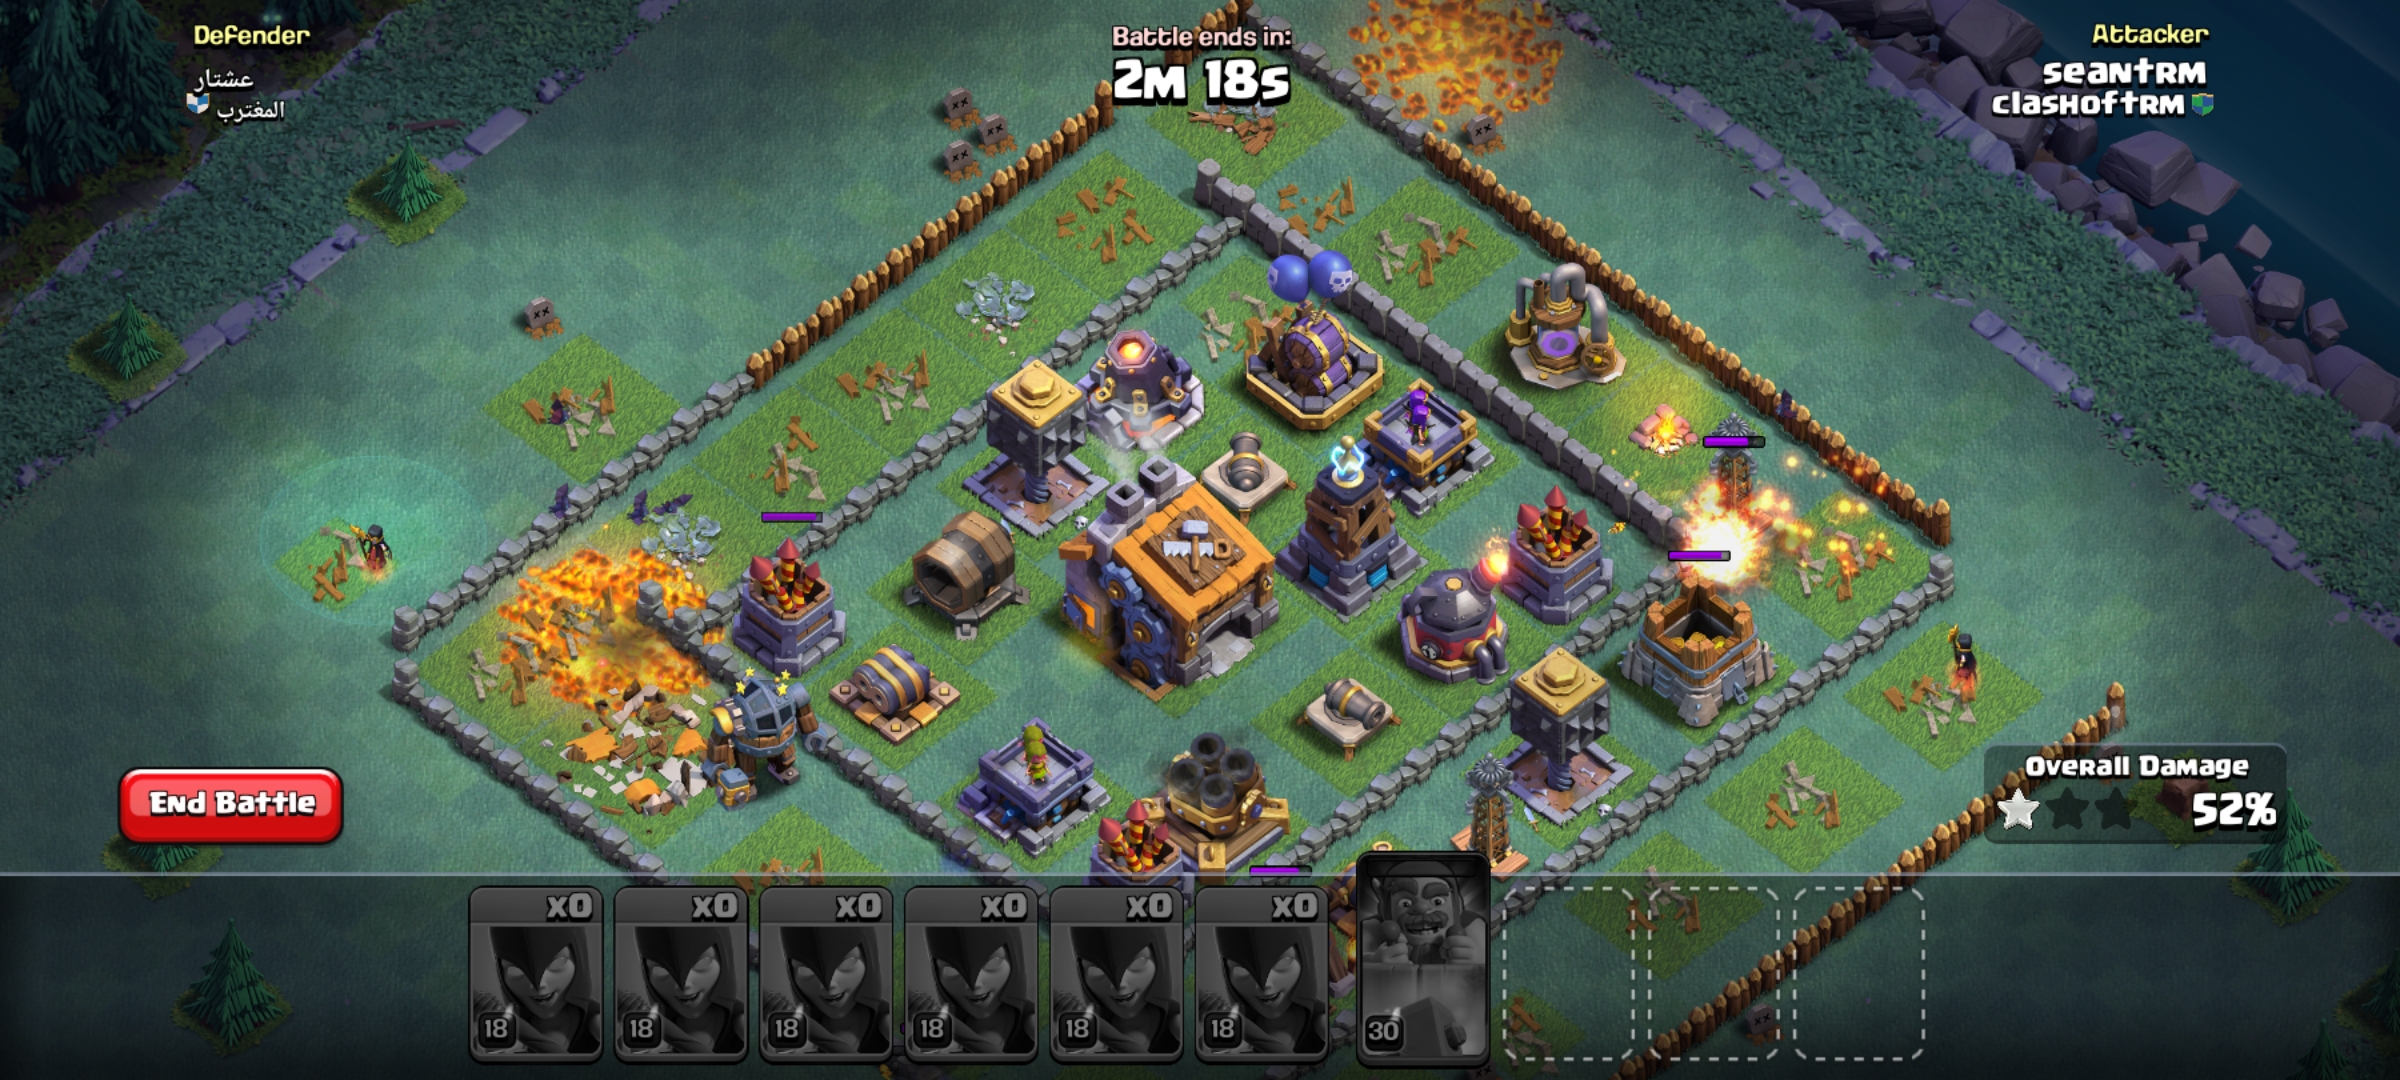 Defender
عشتار
المغترب
Battle ends in:
2M 18s
Attacker
seantRM
clashoftRM
End Battle
Overall Damage
52%
x0
x0
x0
x0
x0
x0
18
18
18
18
18
18
30